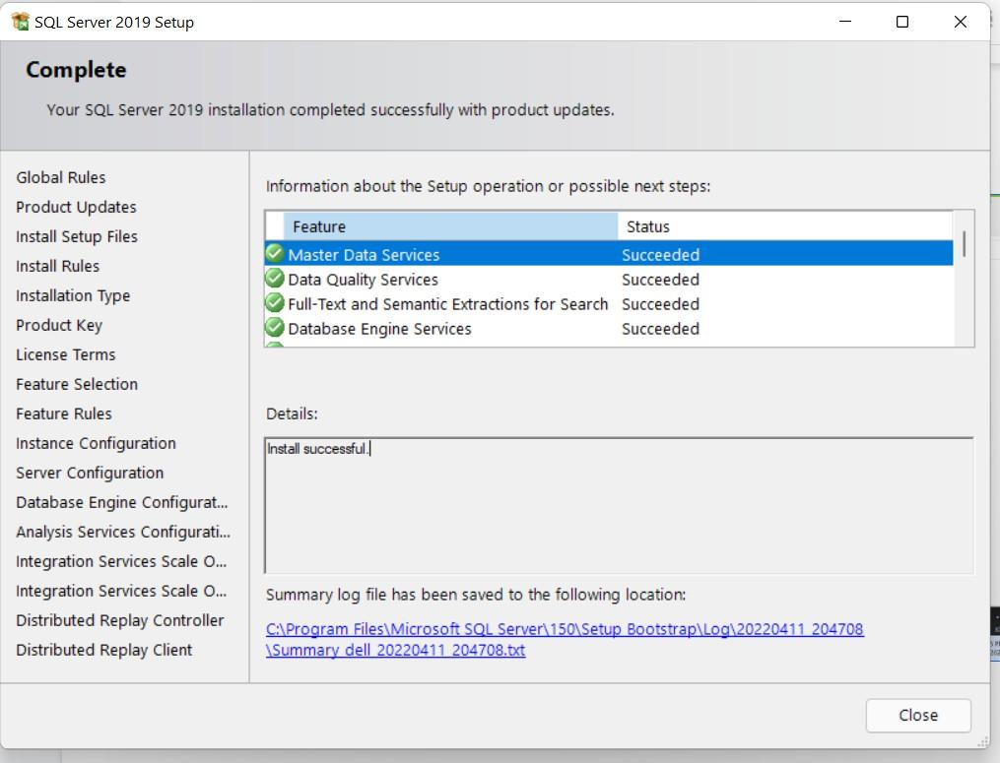 SQL Server 2019 Setup
Complete
Your SQL Server 2019 installation completed successfully with product updates.
Global Rules
Product Updates
Install Setup Files
Install Rules
Installation Type
Product Key
License Terms
Feature Selection
Feature Rules
Instance Configuration
Server Configuration
Database Engine Configurat...
Analysis Services Configurati...
Integration Services Scale O...
Integration Services Scale O...
Distributed Replay Controller
Distributed Replay Client
Information about the Setup operation or possible next steps:
Feature Status
Master Data Services Succeeded
Data Quality Services Succeeded
Full-Text and Semantic Extractions for Search Succeeded
Database Engine Services Succeeded
Details:
Install successful.
Summary log file has been saved to the following location:
C:\Program Files\Microsoft SQL Server\150\Setup Bootstrap\Log\20220411_204708
\Summary_dell_20220411_204708.txt
Close